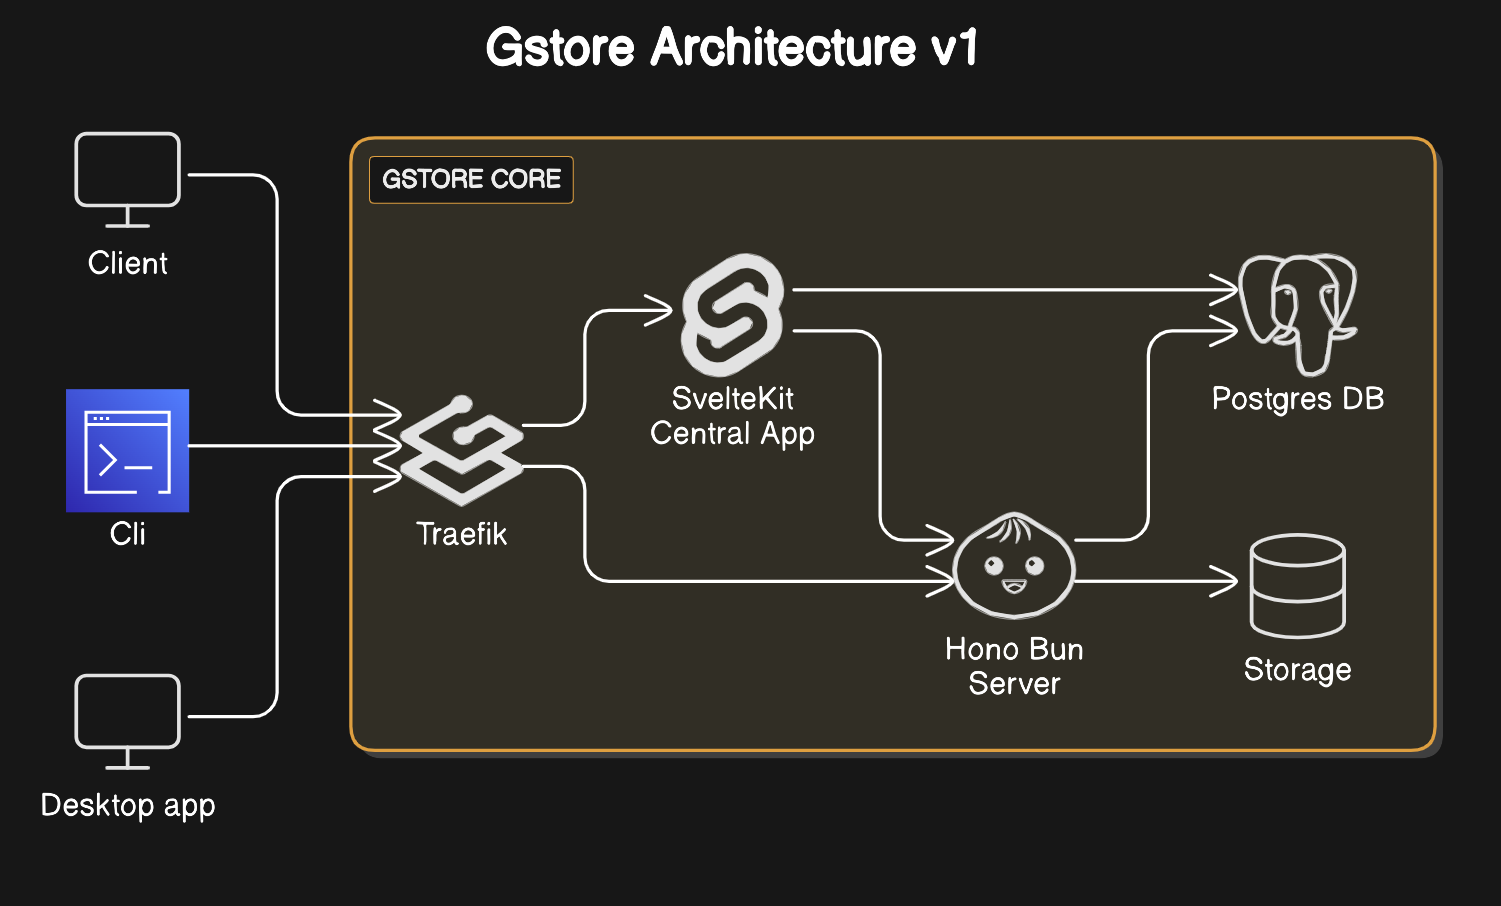 Gstore Architecture v1
GSTORE CORE
Client
Cli
Desktop app
Traefik
SvelteKit
Central App
Postgres DB
Hono Bun
Server
Storage